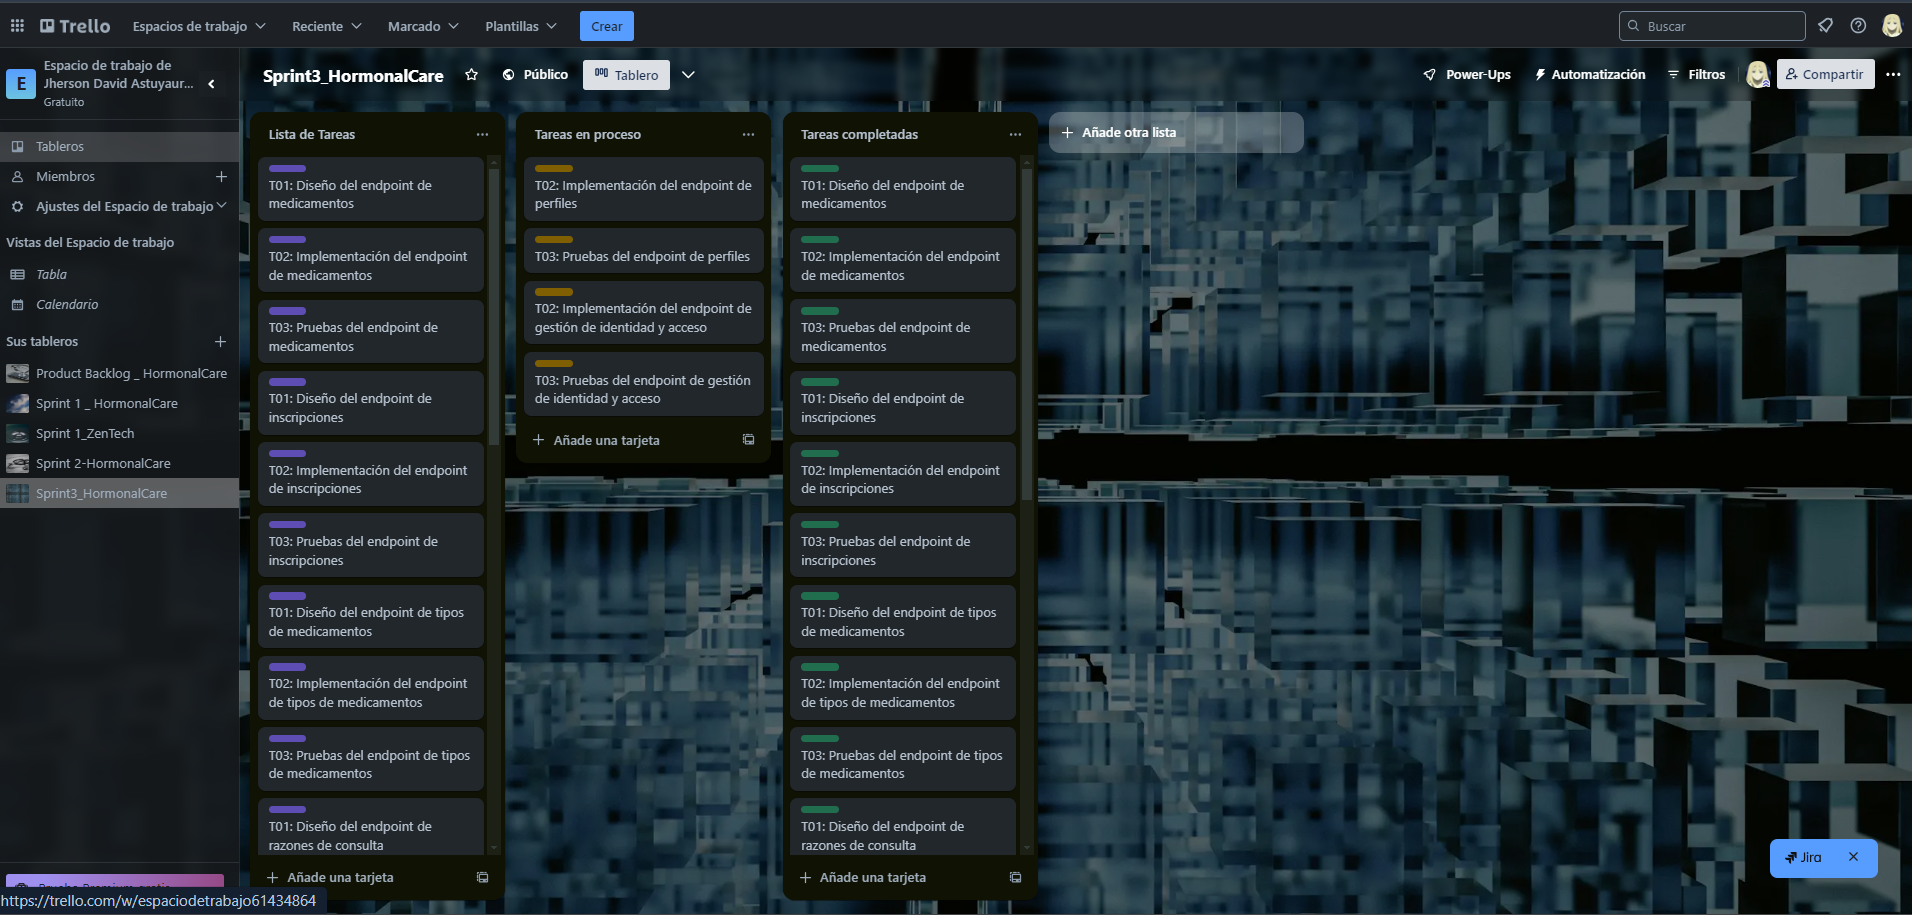 Trello
Espacios de trabajo
Reciente
Marcado
Plantillas
Crear
Buscar
E
Espacio de trabajo de
Jherson David Astuyaur...
Gratuito
Tableros
Miembros
Ajustes del Espacio de trabajo
Vistas del Espacio de trabajo
Tabla
Calendario
Sus tableros
Product Backlog _ HormonalCare
Sprint 1 _ HormonalCare
Sprint 1_ZenTech
Sprint 2-HormonalCare
Sprint3_HormonalCare
https://trello.com/w/espaciodetrabajo61434864
Sprint3_HormonalCare
Público
Tablero
Power-Ups
Automatización
Filtros
Compartir
Lista de Tareas
T01: Diseño del endpoint de
medicamentos
T02: Implementación del endpoint
de medicamentos
T03: Pruebas del endpoint de
medicamentos
T01: Diseño del endpoint de
inscripciones
T02: Implementación del endpoint
de inscripciones
T03: Pruebas del endpoint de
inscripciones
T01: Diseño del endpoint de tipos
de medicamentos
T02: Implementación del endpoint
de tipos de medicamentos
T03: Pruebas del endpoint de tipos
de medicamentos
T01: Diseño del endpoint de
razones de consulta
Añade una tarjeta
Tareas en proceso
T02: Implementación del endpoint de
perfiles
T03: Pruebas del endpoint de perfiles
T02: Implementación del endpoint de
gestión de identidad y acceso
T03: Pruebas del endpoint de gestión
de identidad y acceso
Añade una tarjeta
Tareas completadas
T01: Diseño del endpoint de
medicamentos
T02: Implementación del endpoint
de medicamentos
T03: Pruebas del endpoint de
medicamentos
T01: Diseño del endpoint de
inscripciones
T02: Implementación del endpoint
de inscripciones
T03: Pruebas del endpoint de
inscripciones
T01: Diseño del endpoint de tipos
de medicamentos
T02: Implementación del endpoint
de tipos de medicamentos
T03: Pruebas del endpoint de tipos
de medicamentos
T01: Diseño del endpoint de
razones de consulta
Añade una tarjeta
Añade otra lista
Jira